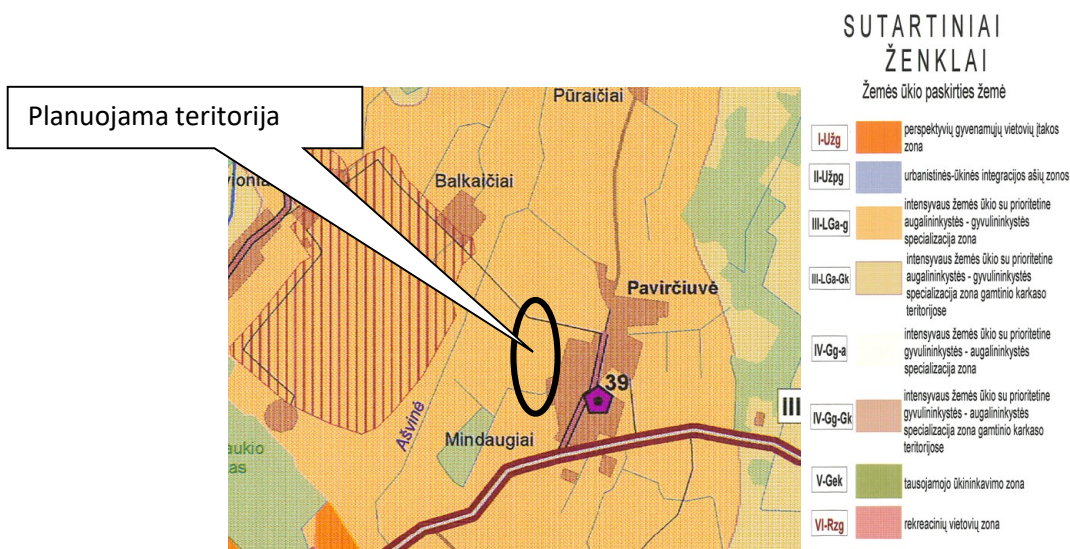 Planuojama teritorija
Pūraičiai
Balkaičiai
Pavirčiuvė
39
Ašvinė
Mindaugiai
III
SUTARTINIAI
ŽENKLAI
Žemės ūkio paskirties žemė
I-Užg
perspektyvių gyvenamųjų vietovių įtakos
zona
II-Užpg
urbanistinės-ūkinės integracijos ašių zonos
III-LGa-g
intensyvaus žemės ūkio su prioritetine
augalininkystės - gyvulininkystės
specializacija zona
III-LGa-Gk
intensyvaus žemės ūkio su prioritetine
augalininkystės - gyvulininkystės
specializacija zona gamtinio karkaso
teritorijose
IV-Gg-a
intensyvaus žemės ūkio su prioritetine
gyvulininkystės - augalininkystės
specializacija zona
IV-Gg-Gk
intensyvaus žemės ūkio su prioritetine
gyvulininkystės - augalininkystės
specializacija zona gamtinio karkaso
teritorijose
V-Gek
tausojamojo ūkininkavimo zona
VI-Rzg
rekreacinių vietovių zona